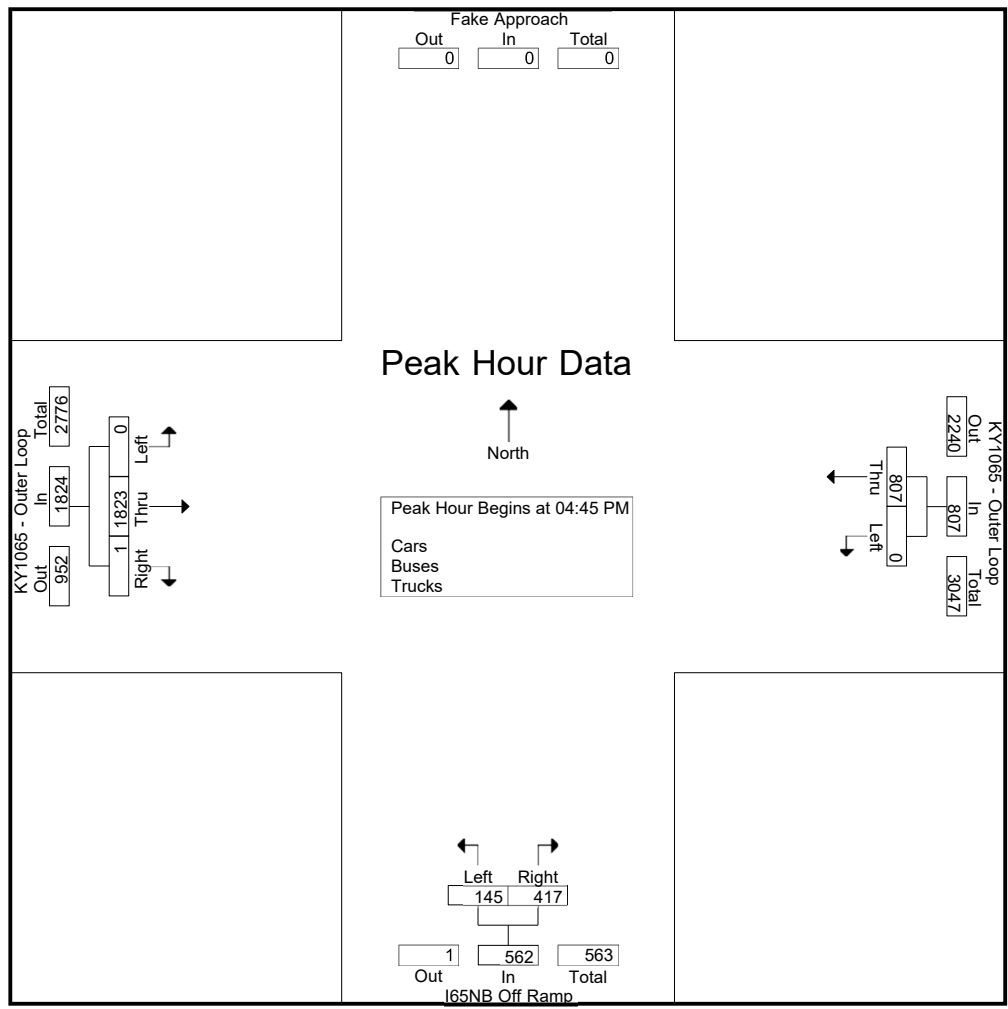 Fake Approach
Out In Total
0 0 0
Peak Hour Data
North
Peak Hour Begins at 04:45 PM
Cars
Buses
Trucks
KY1065 - Outer Loop
Out In Total
952 1824 2776
Right Thru Left
1 1823 0
KY1065 - Outer Loop
Out In Total
2240 807 3047
Thru Left
807 0
Left Right
145 417
1 562 563
Out In Total
I65NB Off Ramp